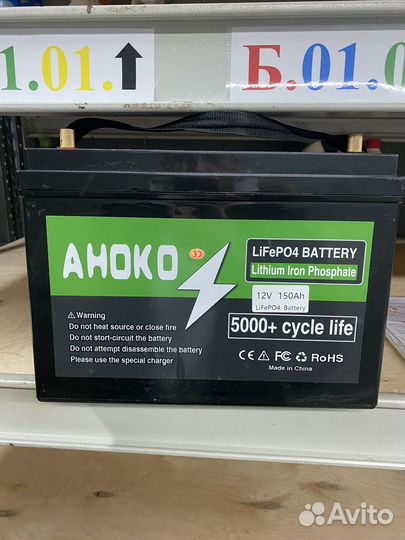 1.01.↑
Б.01.0
AHOKO
LiFePO4 BATTERY
Lithium Iron Phosphate
12V 150Ah
LiFePO4 Battery
5000+ cycle life
⚠Warning
Do not heat source or close fire
Do not stort-circuit the battery
Do not attempt disassemble the battery
Please use the special charger
CE FC RoHS
Made in China
Avito